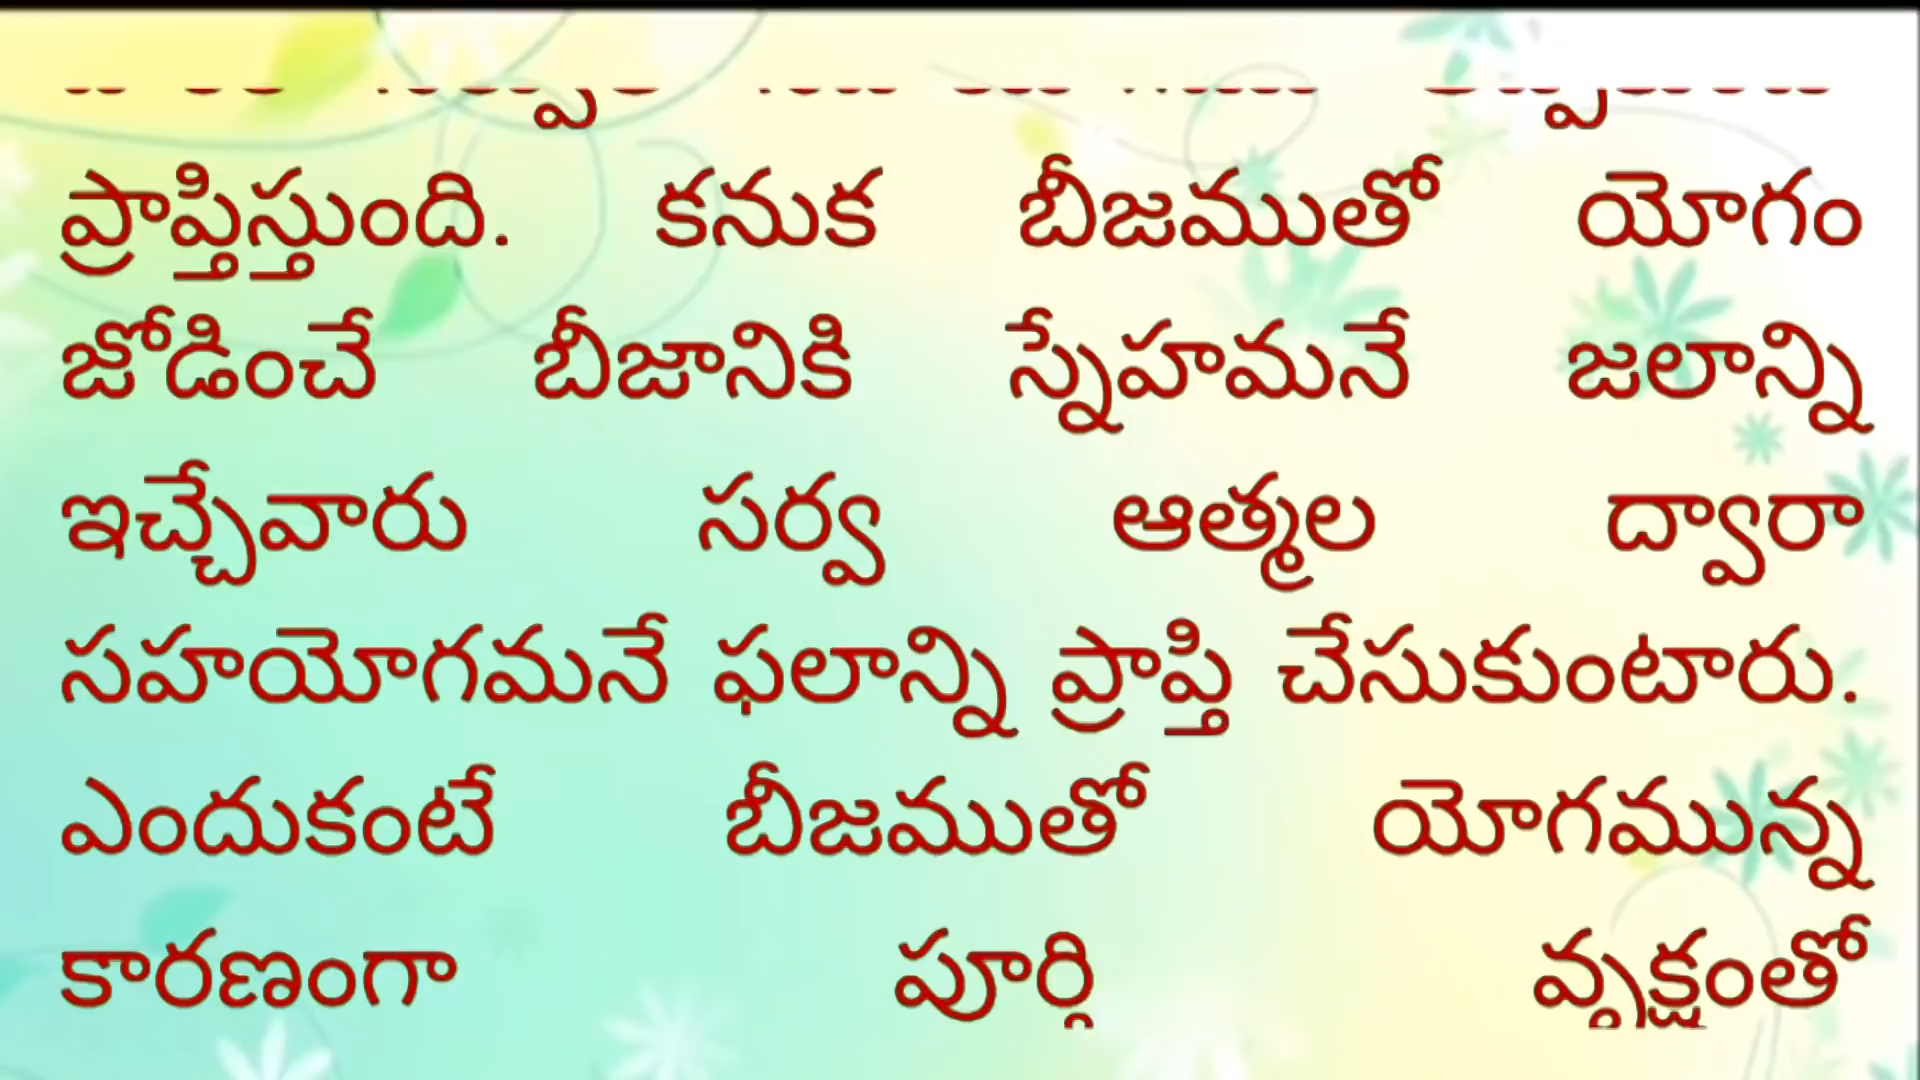 ప్రాప్తిస్తుంది. కనుక బీజముతో యోగం
జోడించే బీజానికి స్నేహమనే జలాన్ని
ఇచ్చేవారు సర్వ ఆత్మల ద్వారా
సహయోగమనే ఫలాన్ని ప్రాప్తి చేసుకుంటారు.
ఎందుకంటే బీజముతో యోగమున్న
కారణంగా పూర్తి వృక్షంతో